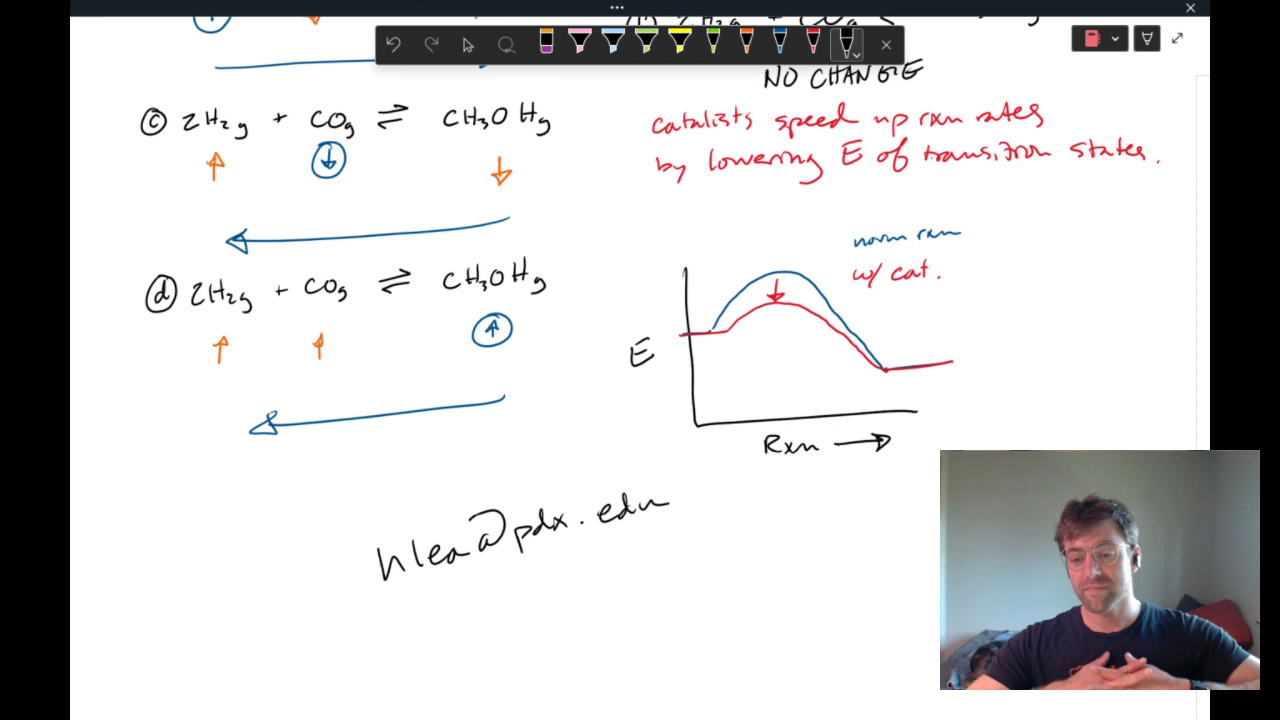 NO CHANGE
catalists speed up rxn rates
by lowering E of transition states.
ⓒ 2H₂g + COg ⇌ CH₃OHg
norm rxn
w/ cat.
ⓓ 2H₂g + COg ⇌ CH₃OHg
E
Rxn →
hlea@pdx.edu